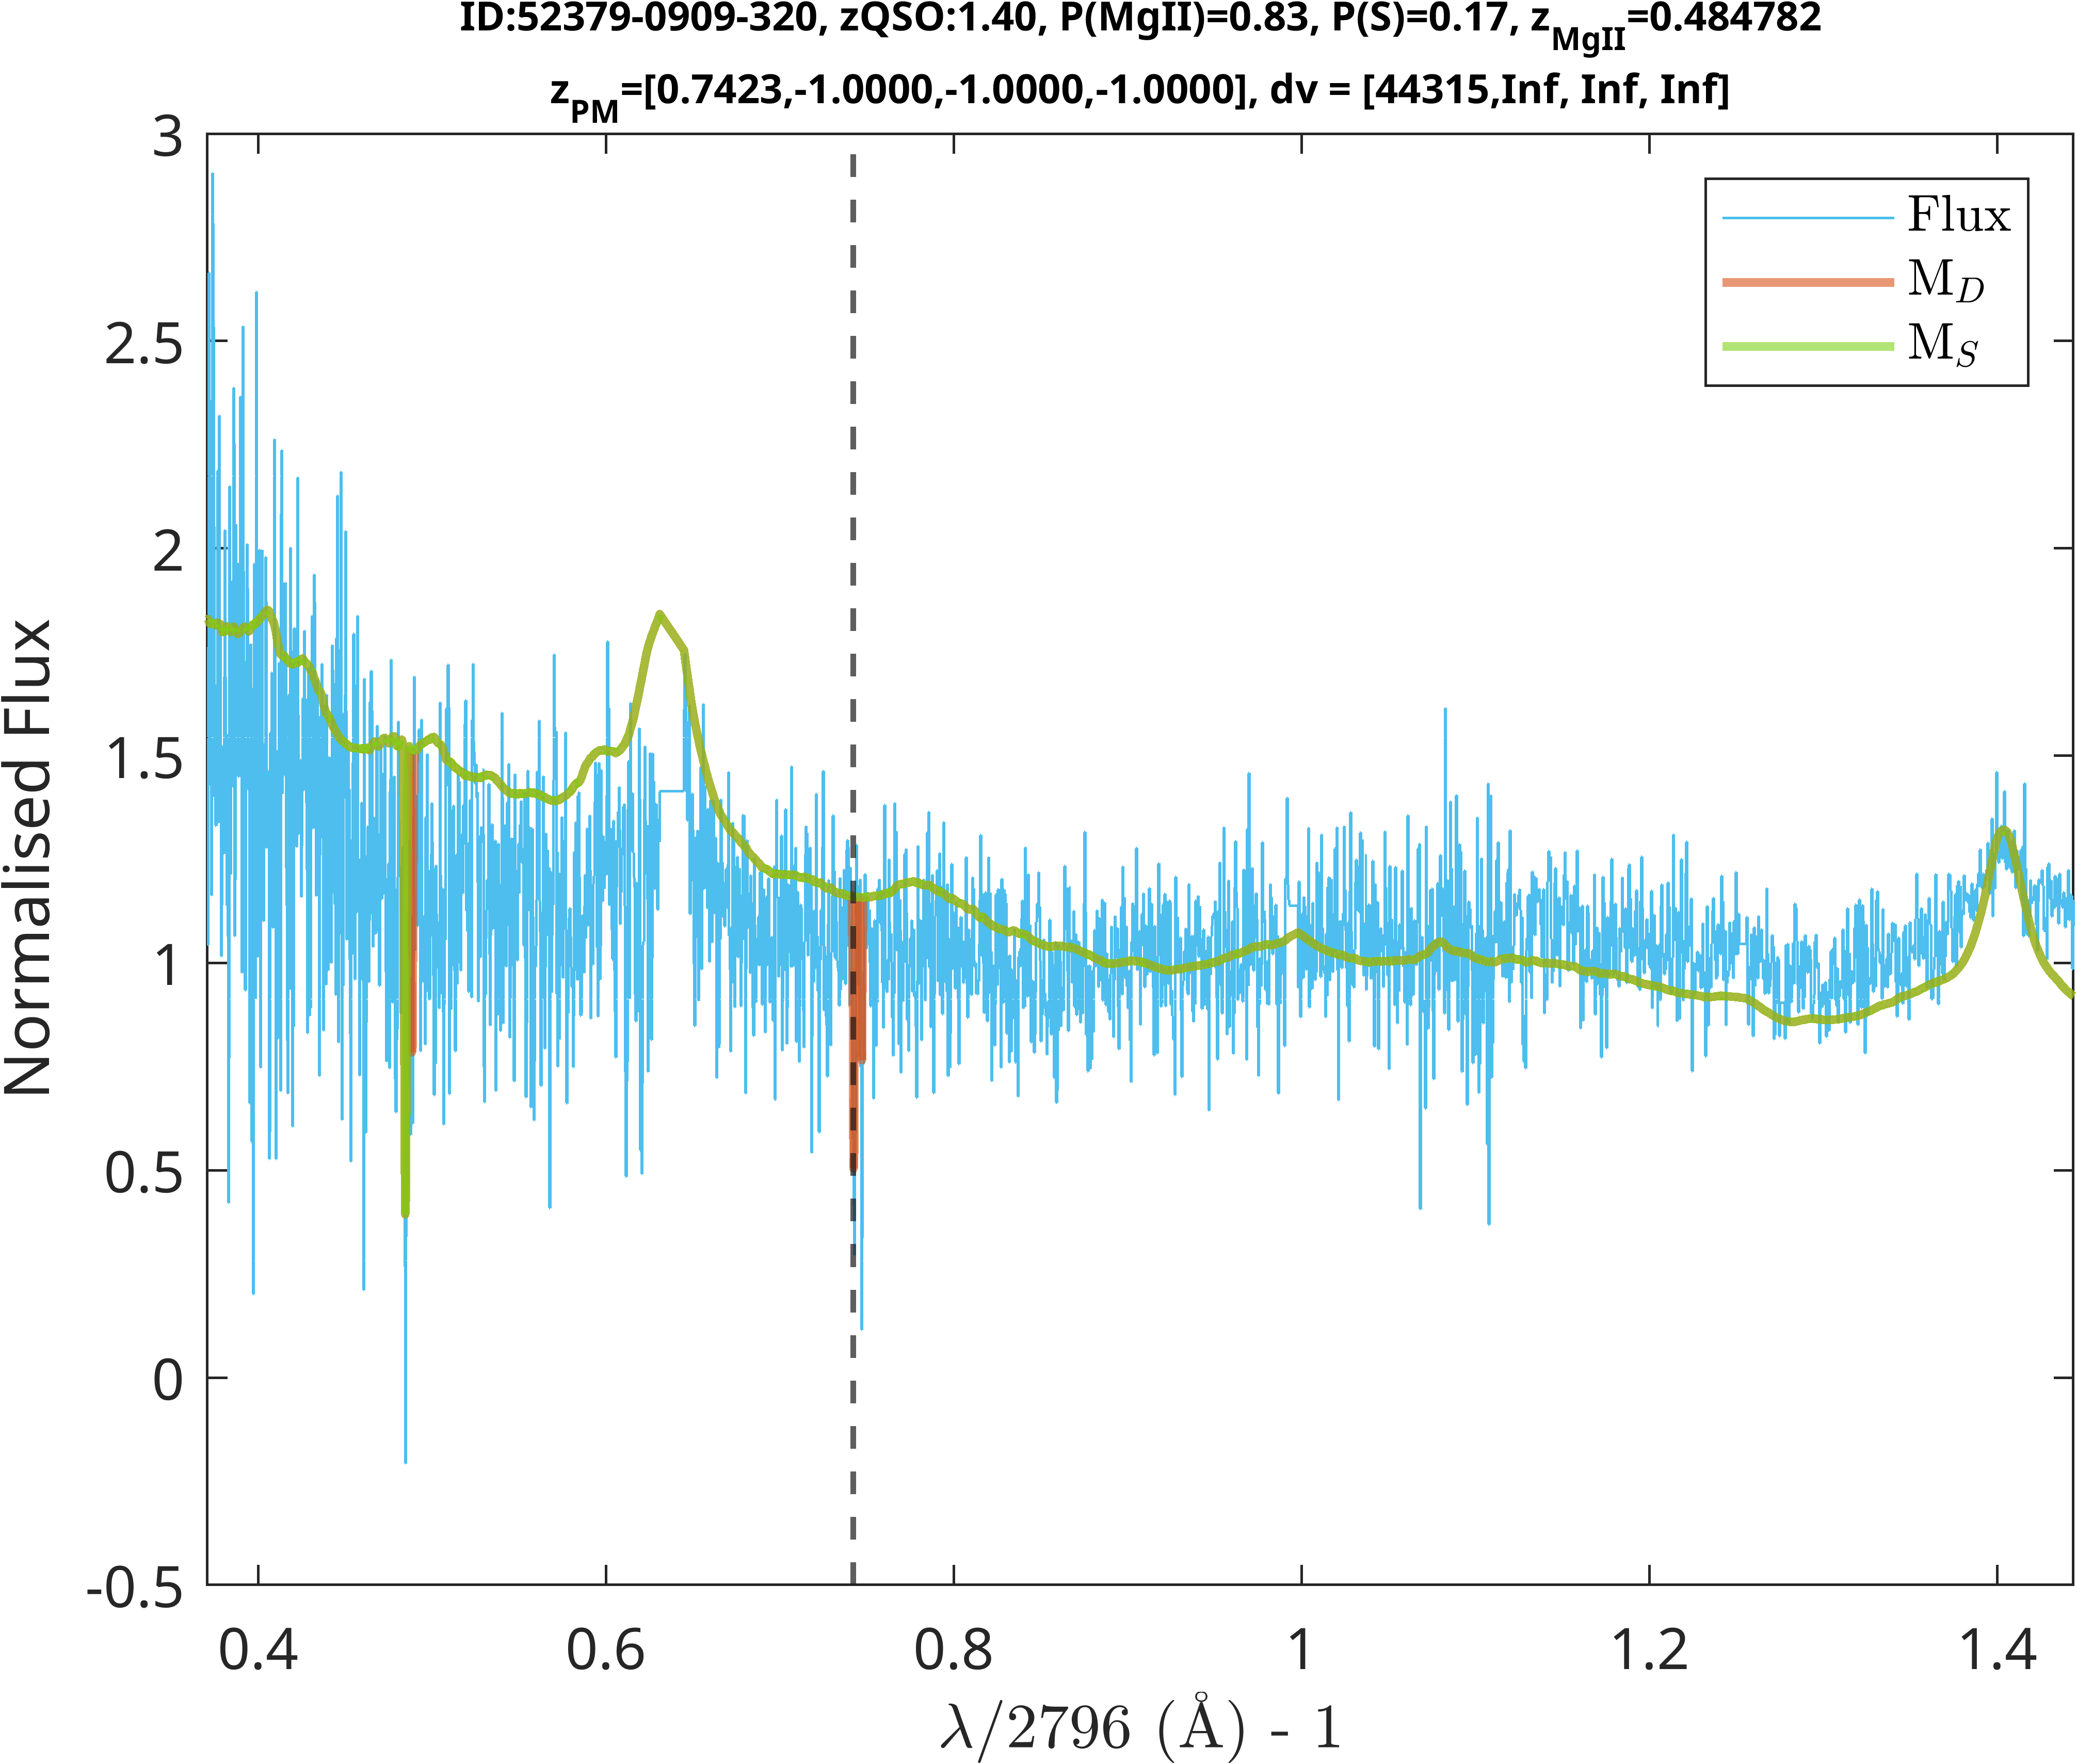 ID:52379-0909-320, zQSO:1.40, P(MgII)=0.83, P(S)=0.17, zMgII=0.484782
zPM=[0.7423,-1.0000,-1.0000,-1.0000], dv = [44315,Inf, Inf, Inf]
3
2.5
2
1.5
1
0.5
0
-0.5
Normalised Flux
Flux
MD
MS
0.4 0.6 0.8 1 1.2 1.4
λ/2796 (Å) - 1